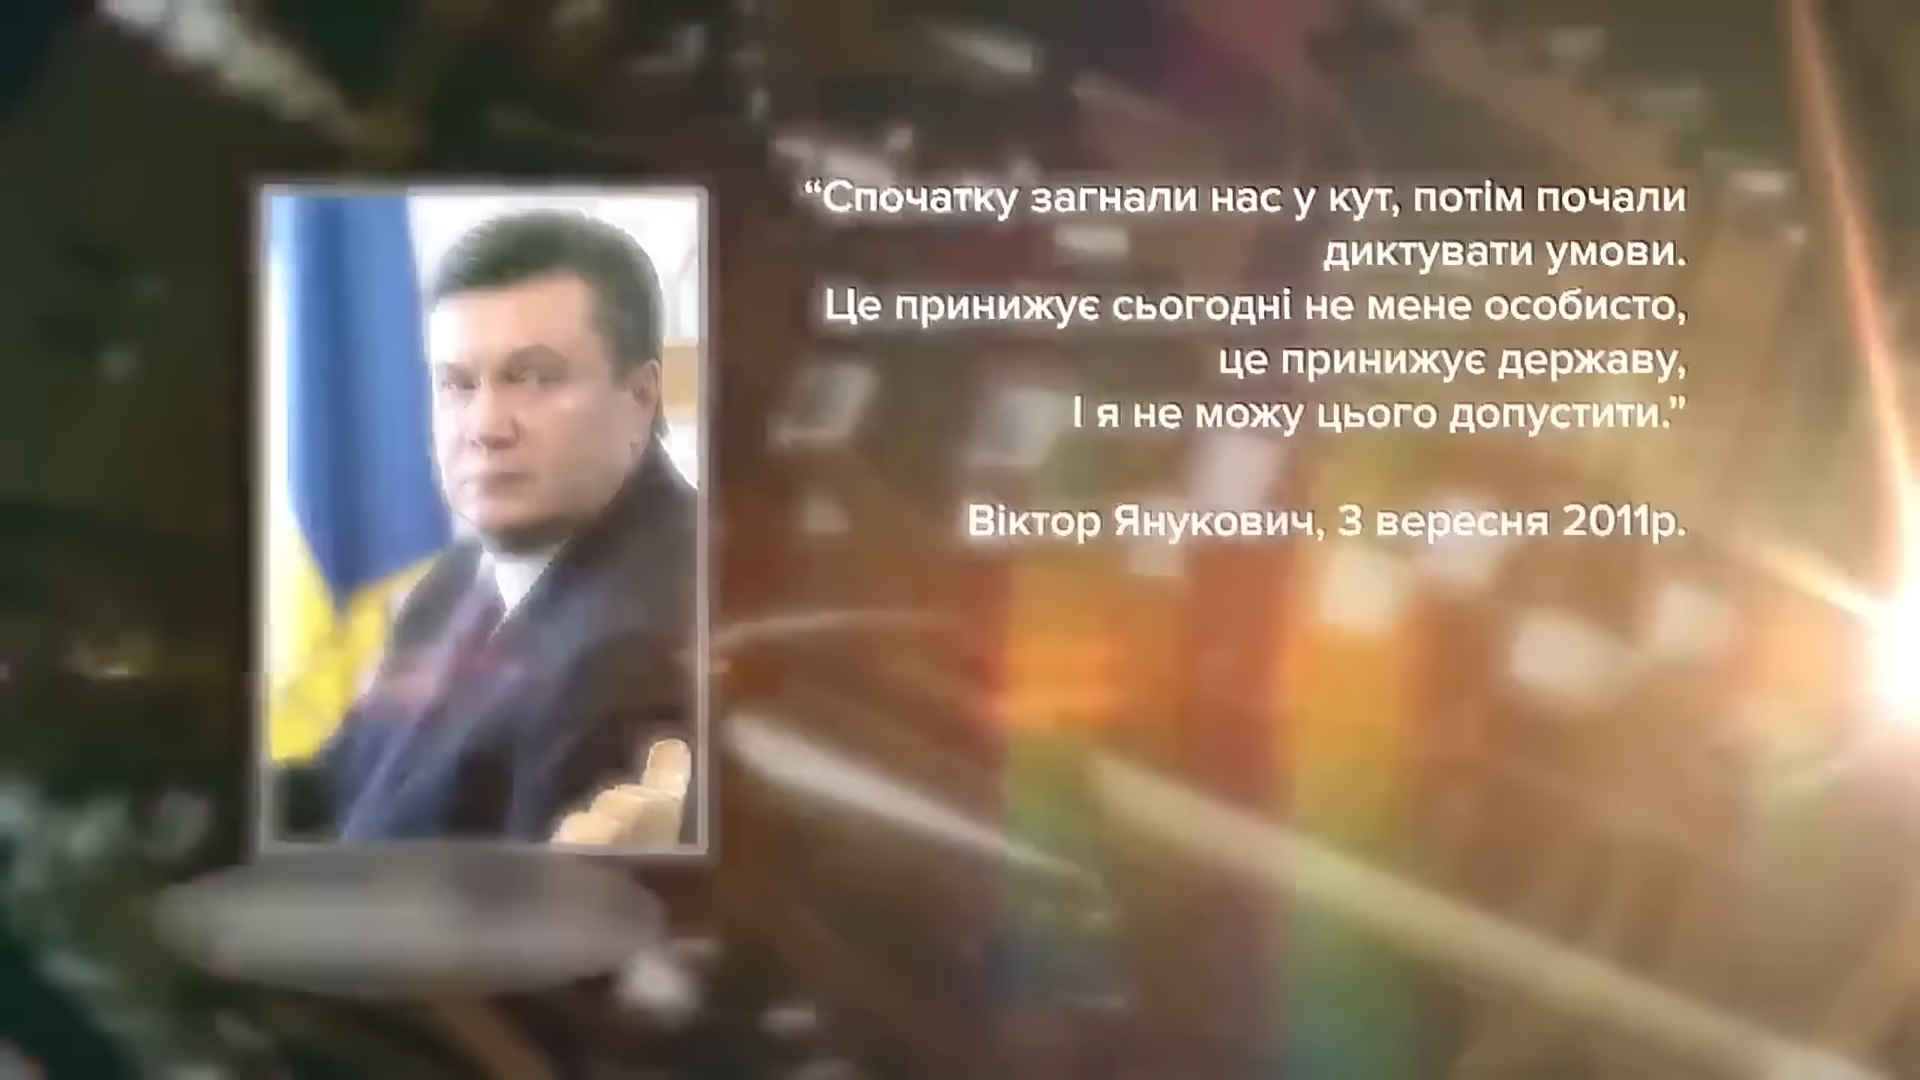 “Спочатку загнали нас у кут, потім почали
диктувати умови.
Це принижує сьогодні не мене особисто,
це принижує державу,
І я не можу цього допустити.”
Віктор Янукович, 3 вересня 2011р.